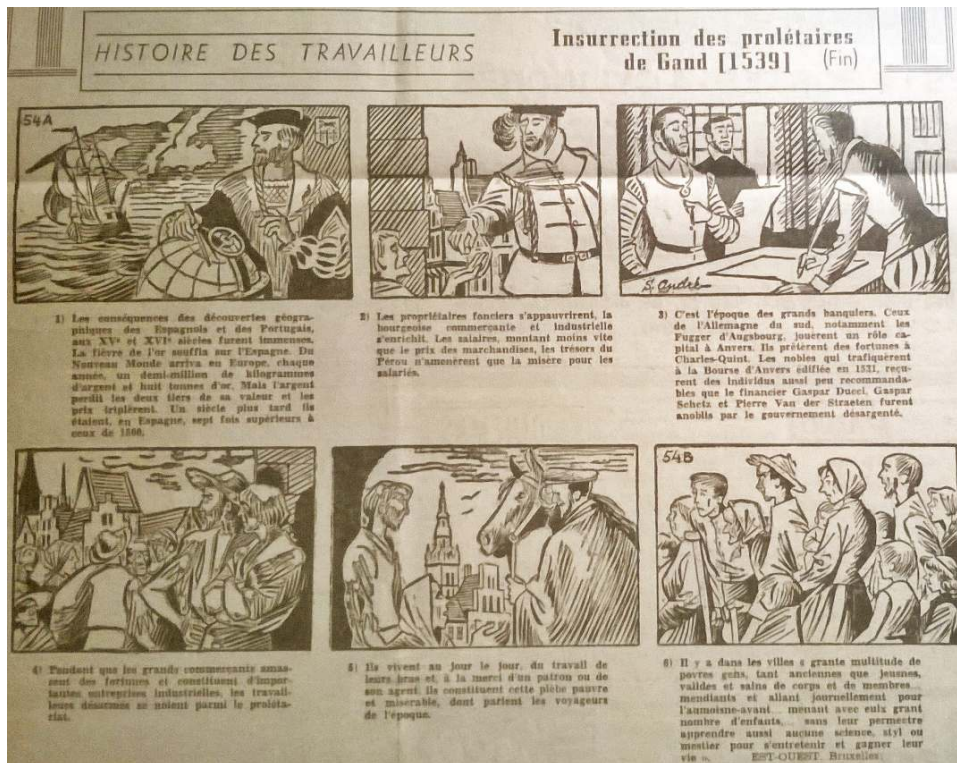 HISTOIRE DES TRAVAILLEURS
Insurrection des prolétaires
de Gand [1539] (Fin)
54A
S. André
1) Les conséquences des découvertes géogra-
phiques des Espagnols et des Portugais,
aux XVe et XVIe siècles furent immenses.
La fièvre de l'or souffla sur l'Espagne. Du
Nouveau Monde arriva en Europe, chaque
année, un demi-million de kilogrammes
d'argent et huit tonnes d'or. Mais l'argent
perdit les deux tiers de sa valeur et les
prix triplèrent. Un siècle plus tard ils
étaient, en Espagne, sept fois supérieurs à
ceux de 1500.
2) Les propriétaires fonciers s'appauvrirent, la
bourgeoise commerçante et industrielle
s'enrichit. Les salaires, montant moins vite
que le prix des marchandises, les trésors du
Pérou n'amenèrent que la misère pour les
salariés.
3) C'est l'époque des grands banquiers. Ceux
de l'Allemagne du sud, notamment les
Fugger d'Augsbourg, jouèrent un rôle ca-
pital à Anvers. Ils prêtèrent des fortunes à
Charles-Quint. Les nobles qui trafiquèrent
à la Bourse d'Anvers édifiée en 1531, reçu-
rent des individus aussi peu recommanda-
bles que le financier Gaspar Ducci, Gaspar
Schetz et Pierre Van der Straeten furent
anoblis par le gouvernement désargenté.
54B
4) Pendant que les grands commerçants amas-
sent des fortunes et constituent d'impor-
tantes entreprises industrielles, les travail-
leurs désarmés se noient parmi le proléta-
riat.
5) Ils vivent au jour le jour, du travail de
leurs bras et, à la merci d'un patron ou de
son agent, ils constituent cette plèbe pauvre
et misérable, dont parlent les voyageurs
de l'époque.
6) Il y a dans les villes « grante multitude de
povres gens, tant anciennes que jeusnes,
valides et sains de corps et de membres...
mendiants et allant journellement pour
l'aumoisne-avant... menant avec eulx grant
nombre d'enfants,... sans leur permectre
apprendre aussi aucune science, styl ou
mestier pour s'entretenir et gagner leur
vie ». EST-OUEST. Bruxelles.